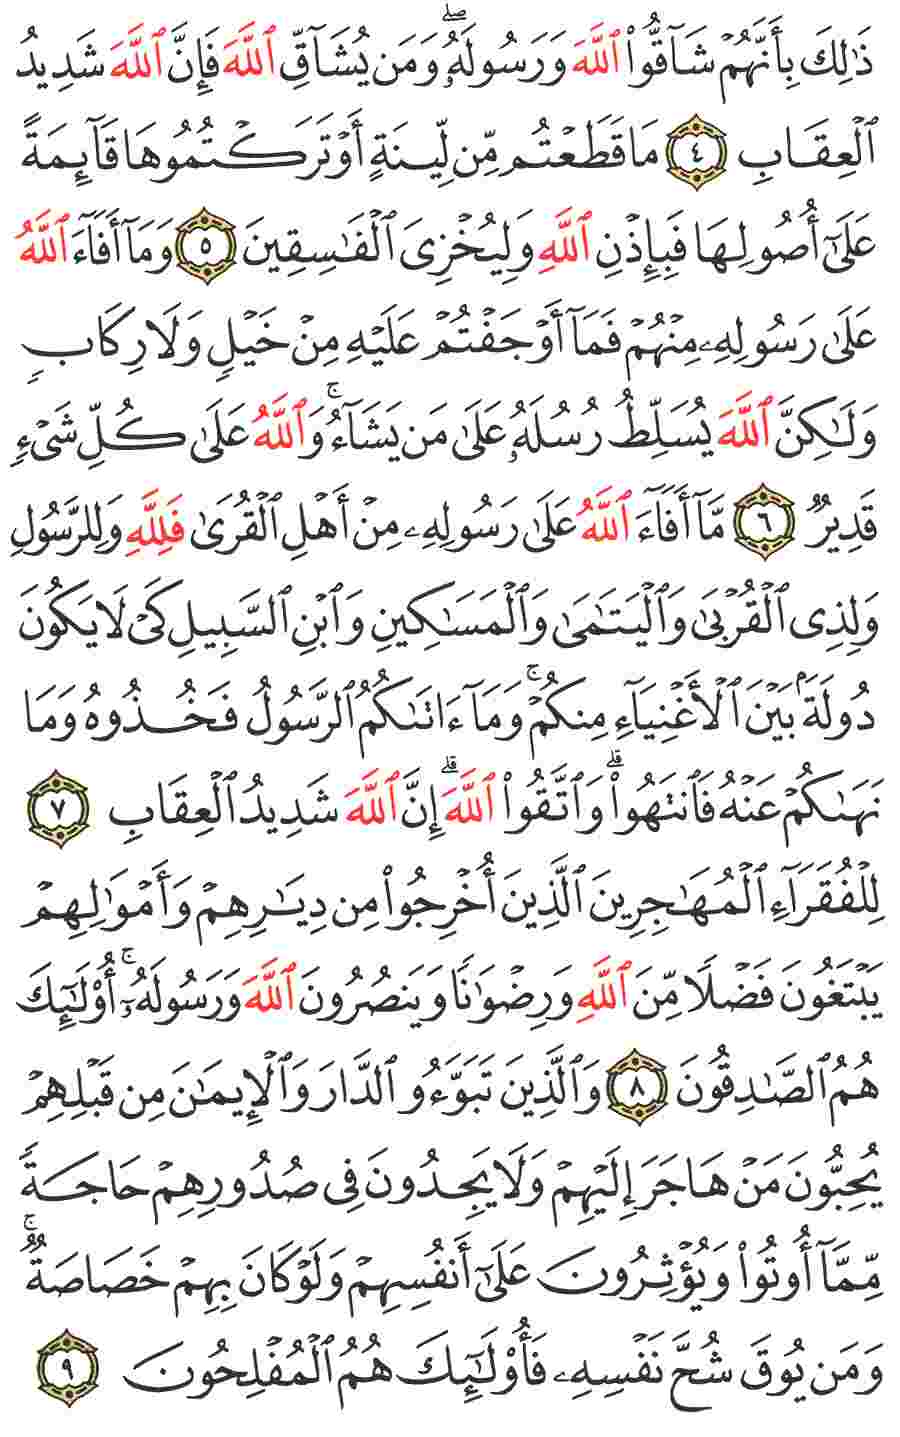 ذَٰلِكَ بِأَنَّهُمْ شَآقُّوا۟ ٱللَّهَ وَرَسُولَهُۥ ۖ وَمَن يُشَآقِّ ٱللَّهَ فَإِنَّ ٱللَّهَ شَدِيدُ
ٱلْعِقَابِ ٤ مَا قَطَعْتُم مِّن لِّينَةٍ أَوْ تَرَكْتُمُوهَا قَآئِمَةً
عَلَىٰٓ أُصُولِهَا فَبِإِذْنِ ٱللَّهِ وَلِيُخْزِىَ ٱلْفَـٰسِقِينَ ٥ وَمَآ أَفَآءَ ٱللَّهُ
عَلَىٰ رَسُولِهِۦ مِنْهُمْ فَمَآ أَوْجَفْتُمْ عَلَيْهِ مِنْ خَيْلٍ وَلَا رِكَابٍ
وَلَـٰكِنَّ ٱللَّهَ يُسَلِّطُ رُسُلَهُۥ عَلَىٰ مَن يَشَآءُ ۚ وَٱللَّهُ عَلَىٰ كُلِّ شَىْءٍ
قَدِيرٌ ٦ مَّآ أَفَآءَ ٱللَّهُ عَلَىٰ رَسُولِهِۦ مِنْ أَهْلِ ٱلْقُرَىٰ فَلِلَّهِ وَلِلرَّسُولِ
وَلِذِى ٱلْقُرْبَىٰ وَٱلْيَتَـٰمَىٰ وَٱلْمَسَـٰكِينِ وَٱبْنِ ٱلسَّبِيلِ كَىْ لَا يَكُونَ
دُولَةًۢ بَيْنَ ٱلْأَغْنِيَآءِ مِنكُمْ ۚ وَمَآ ءَاتَىٰكُمُ ٱلرَّسُولُ فَخُذُوهُ وَمَا
نَهَىٰكُمْ عَنْهُ فَٱنتَهُوا۟ ۗ وَٱتَّقُوا۟ ٱللَّهَ ۗ إِنَّ ٱللَّهَ شَدِيدُ ٱلْعِقَابِ ٧
لِلْفُقَرَآءِ ٱلْمُهَـٰجِرِينَ ٱلَّذِينَ أُخْرِجُوا۟ مِن دِيَـٰرِهِمْ وَأَمْوَٰلِهِمْ
يَبْتَغُونَ فَضْلًا مِّنَ ٱللَّهِ وَرِضْوَٰنًا وَيَنصُرُونَ ٱللَّهَ وَرَسُولَهُۥٓ ۚ أُو۟لَـٰٓئِكَ
هُمُ ٱلصَّـٰدِقُونَ ٨ وَٱلَّذِينَ تَبَوَّءُو ٱلدَّارَ وَٱلْإِيمَـٰنَ مِن قَبْلِهِمْ
يُحِبُّونَ مَنْ هَاجَرَ إِلَيْهِمْ وَلَا يَجِدُونَ فِى صُدُورِهِمْ حَاجَةً
مِّمَّآ أُوتُوا۟ وَيُؤْثِرُونَ عَلَىٰٓ أَنفُسِهِمْ وَلَوْ كَانَ بِهِمْ خَصَاصَةٌ ۚ
وَمَن يُوقَ شُحَّ نَفْسِهِۦ فَأُو۟لَـٰٓئِكَ هُمُ ٱلْمُفْلِحُونَ ٩